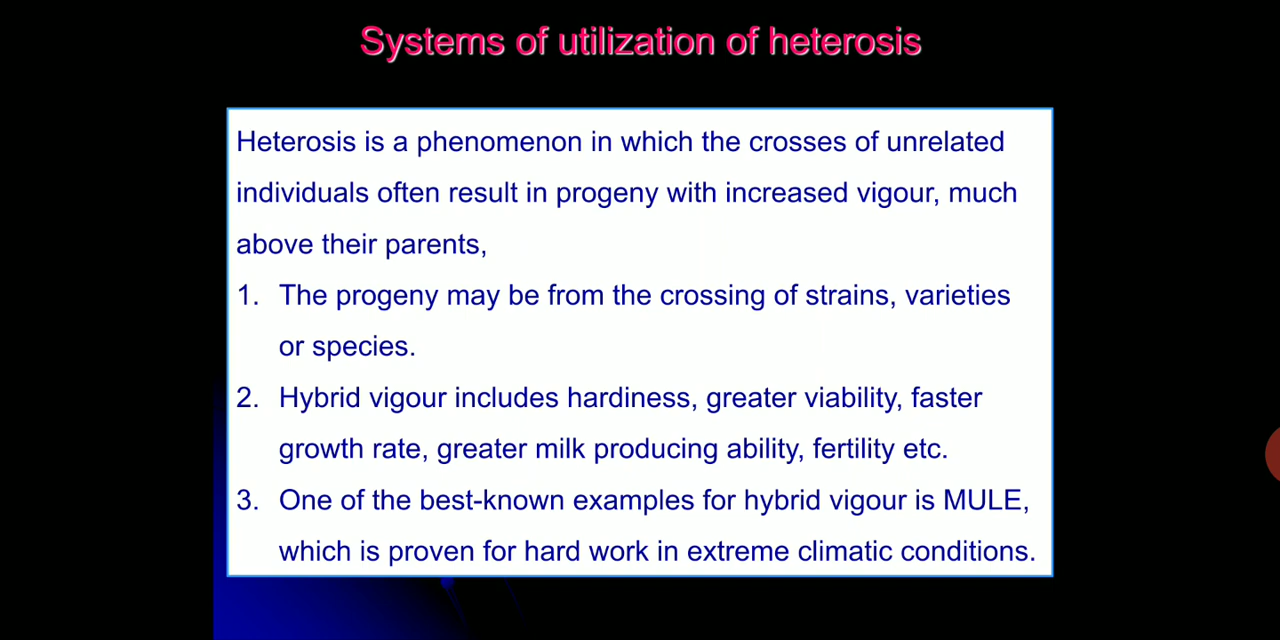 Systems of utilization of heterosis
Heterosis is a phenomenon in which the crosses of unrelated
individuals often result in progeny with increased vigour, much
above their parents,
1. The progeny may be from the crossing of strains, varieties
or species.
2. Hybrid vigour includes hardiness, greater viability, faster
growth rate, greater milk producing ability, fertility etc.
3. One of the best-known examples for hybrid vigour is MULE,
which is proven for hard work in extreme climatic conditions.